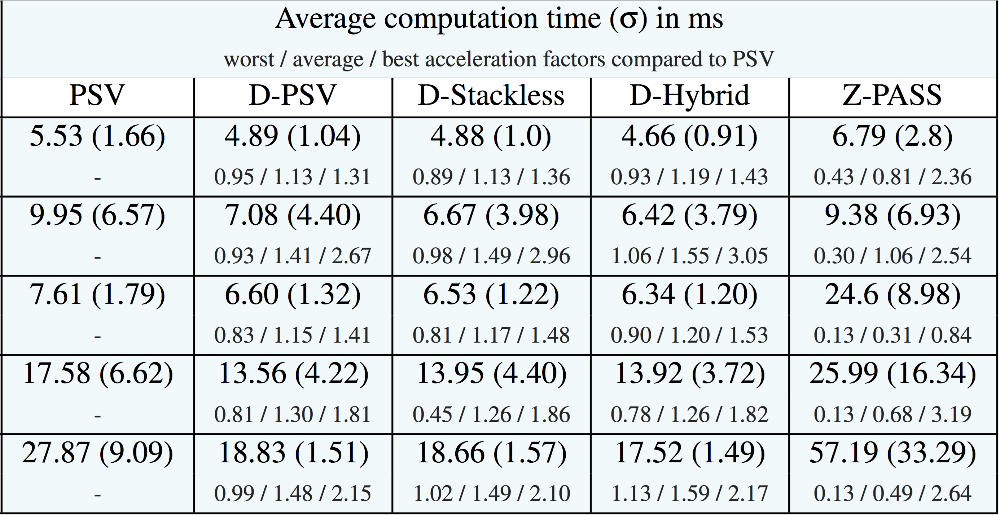 Average computation time (σ) in ms
worst / average / best acceleration factors compared to PSV
PSV D-PSV D-Stackless D-Hybrid Z-PASS
5.53 (1.66) 4.89 (1.04) 4.88 (1.0) 4.66 (0.91) 6.79 (2.8)
- 0.95 / 1.13 / 1.31 0.89 / 1.13 / 1.36 0.93 / 1.19 / 1.43 0.43 / 0.81 / 2.36
9.95 (6.57) 7.08 (4.40) 6.67 (3.98) 6.42 (3.79) 9.38 (6.93)
- 0.93 / 1.41 / 2.67 0.98 / 1.49 / 2.96 1.06 / 1.55 / 3.05 0.30 / 1.06 / 2.54
7.61 (1.79) 6.60 (1.32) 6.53 (1.22) 6.34 (1.20) 24.6 (8.98)
- 0.83 / 1.15 / 1.41 0.81 / 1.17 / 1.48 0.90 / 1.20 / 1.53 0.13 / 0.31 / 0.84
17.58 (6.62) 13.56 (4.22) 13.95 (4.40) 13.92 (3.72) 25.99 (16.34)
- 0.81 / 1.30 / 1.81 0.45 / 1.26 / 1.86 0.78 / 1.26 / 1.82 0.13 / 0.68 / 3.19
27.87 (9.09) 18.83 (1.51) 18.66 (1.57) 17.52 (1.49) 57.19 (33.29)
- 0.99 / 1.48 / 2.15 1.02 / 1.49 / 2.10 1.13 / 1.59 / 2.17 0.13 / 0.49 / 2.64